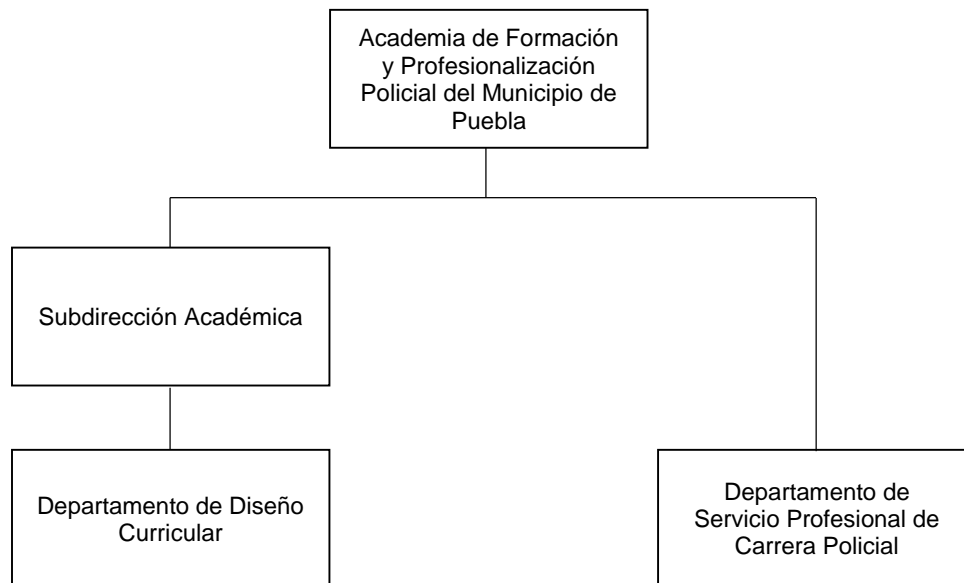 Academia de Formación
y Profesionalización
Policial del Municipio de
Puebla
Subdirección Académica
Departamento de Diseño
Curricular
Departamento de
Servicio Profesional de
Carrera Policial